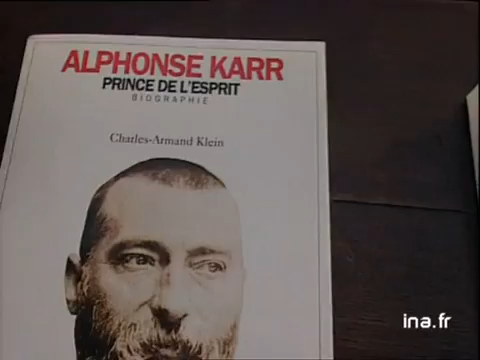 ALPHONSE KARR
PRINCE DE L'ESPRIT
BIOGRAPHIE
Charles-Armand Klein
ina.fr